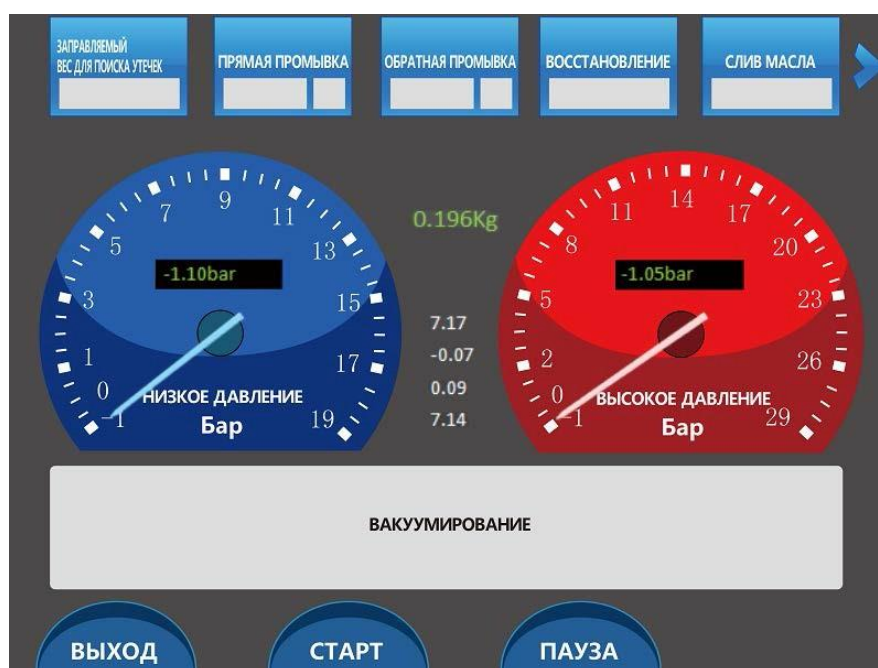 ЗАПРАВЛЯЕМЫЙ
ВЕС ДЛЯ ПОИСКА УТЕЧЕК
ПРЯМАЯ ПРОМЫВКА
ОБРАТНАЯ ПРОМЫВКА
ВОССТАНОВЛЕНИЕ
СЛИВ МАСЛА
-1
0
1
3
5
7
9
11
13
15
17
19
-1.10bar
НИЗКОЕ ДАВЛЕНИЕ
Бар
0.196Kg
7.17
-0.07
0.09
7.14
-1
0
2
5
8
11
14
17
20
23
26
29
-1.05bar
ВЫСОКОЕ ДАВЛЕНИЕ
Бар
ВАКУУМИРОВАНИЕ
ВЫХОД
СТАРТ
ПАУЗА